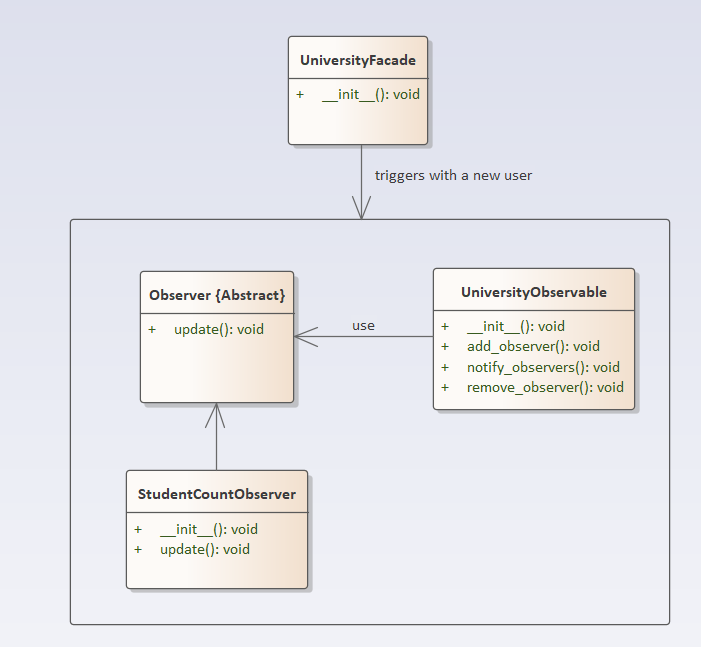 UniversityFacade
+ __init__(): void
triggers with a new user
Observer {Abstract}
+ update(): void
use
UniversityObservable
+ __init__(): void
+ add_observer(): void
+ notify_observers(): void
+ remove_observer(): void
StudentCountObserver
+ __init__(): void
+ update(): void